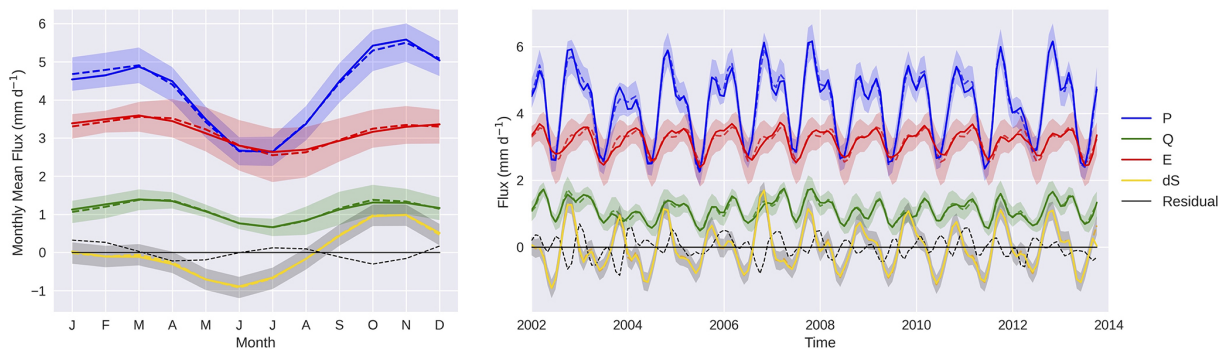 Monthly Mean Flux (mm d⁻¹)
6
5
4
3
2
1
0
−1
J F M A M J J A S O N D
Month
Flux (mm d⁻¹)
6
4
2
0
2002 2004 2006 2008 2010 2012 2014
Time
P
Q
E
dS
Residual